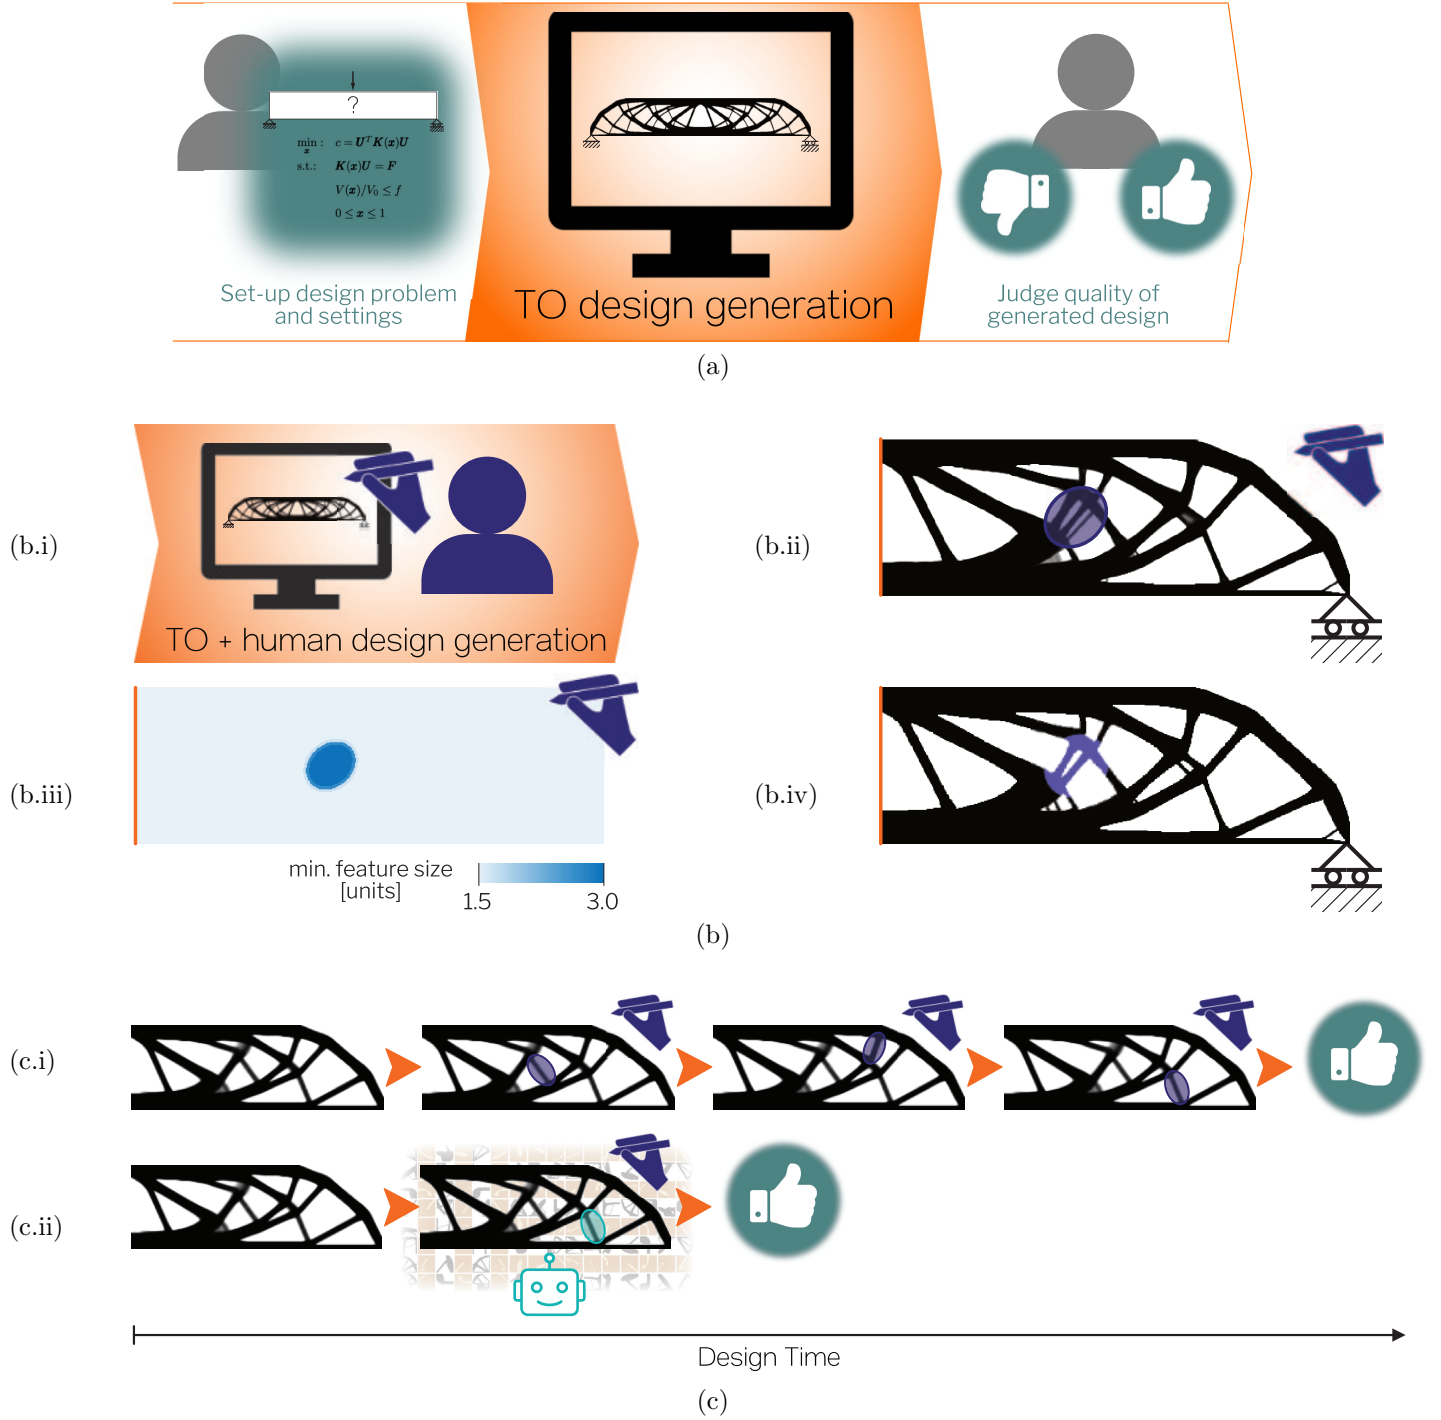 ?
min x : c = U^T K(x)U
s.t.: K(x)U = F
V(x)/V₀ ≤ f
0 ≤ x ≤ 1
Set-up design problem
and settings
TO design generation
Judge quality of
generated design
(a)
(b.i)
TO + human design generation
(b.ii)
(b.iii)
min. feature size
[units]
1.5
3.0
(b.iv)
(b)
(c.i)
(c.ii)
Design Time
(c)